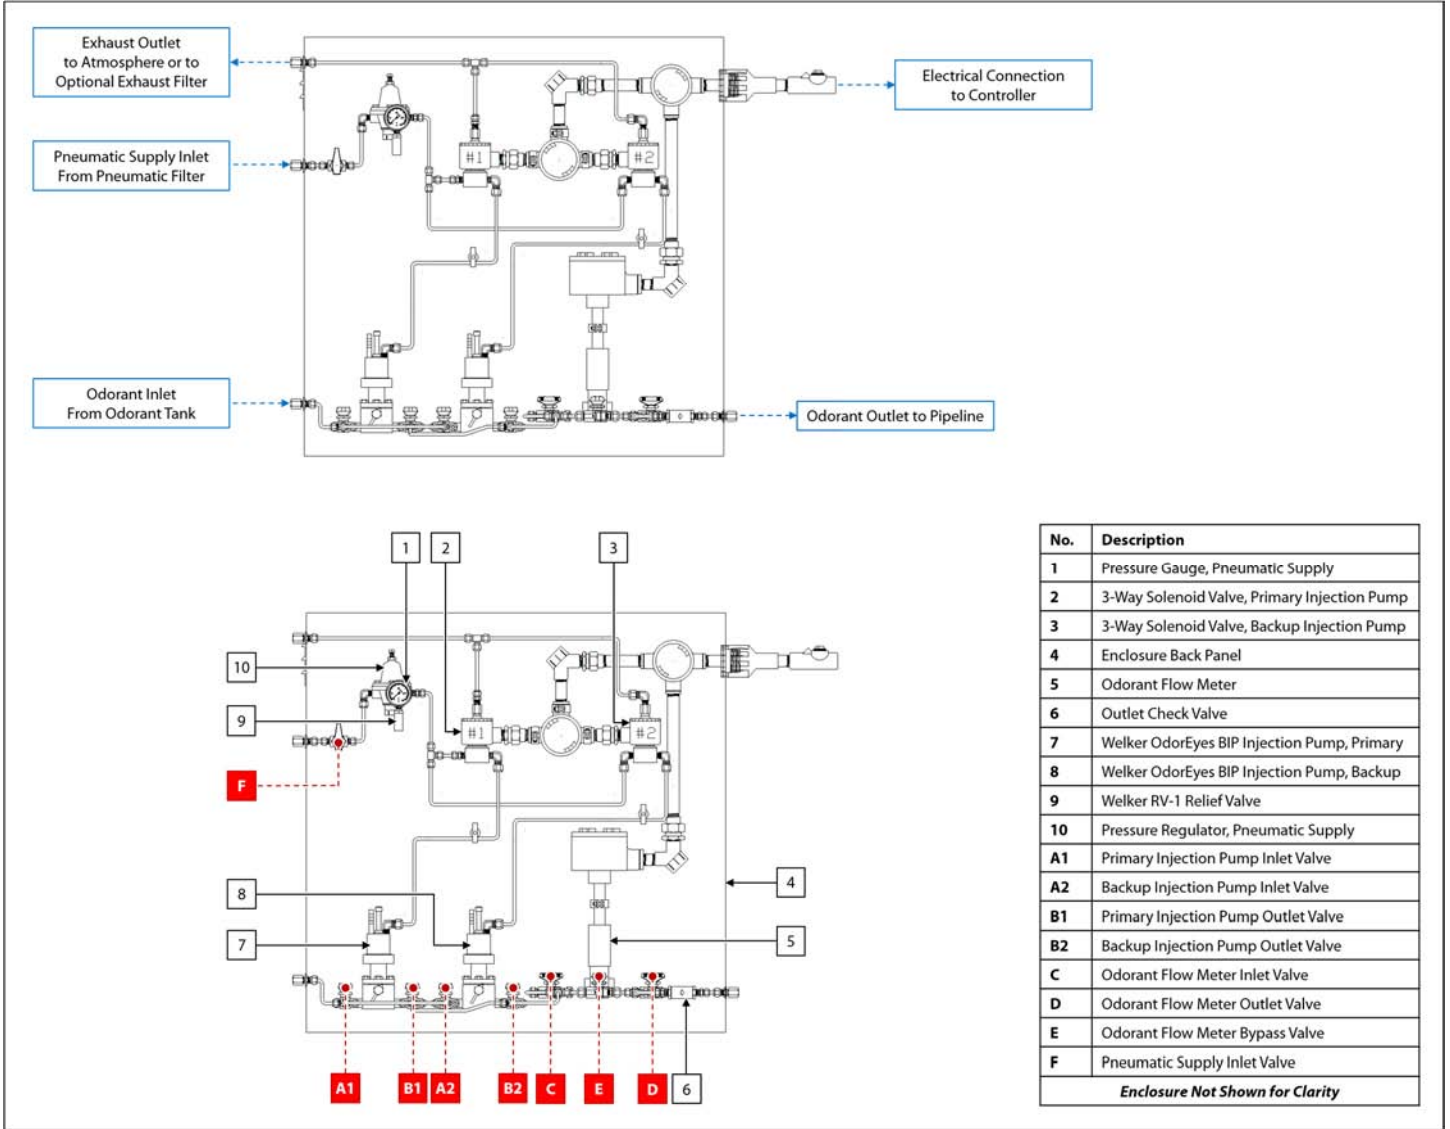 Exhaust Outlet
to Atmosphere or to
Optional Exhaust Filter
Electrical Connection
to Controller
Pneumatic Supply Inlet
From Pneumatic Filter
#1
#2
Odorant Inlet
From Odorant Tank
Odorant Outlet to Pipeline
1
2
3
10
9
#1
#2
F
8
4
7
5
A1
B1
A2
B2
C
E
D
6
No. Description
1 Pressure Gauge, Pneumatic Supply
2 3-Way Solenoid Valve, Primary Injection Pump
3 3-Way Solenoid Valve, Backup Injection Pump
4 Enclosure Back Panel
5 Odorant Flow Meter
6 Outlet Check Valve
7 Welker OdorEyes BIP Injection Pump, Primary
8 Welker OdorEyes BIP Injection Pump, Backup
9 Welker RV-1 Relief Valve
10 Pressure Regulator, Pneumatic Supply
A1 Primary Injection Pump Inlet Valve
A2 Backup Injection Pump Inlet Valve
B1 Primary Injection Pump Outlet Valve
B2 Backup Injection Pump Outlet Valve
C Odorant Flow Meter Inlet Valve
D Odorant Flow Meter Outlet Valve
E Odorant Flow Meter Bypass Valve
F Pneumatic Supply Inlet Valve
Enclosure Not Shown for Clarity